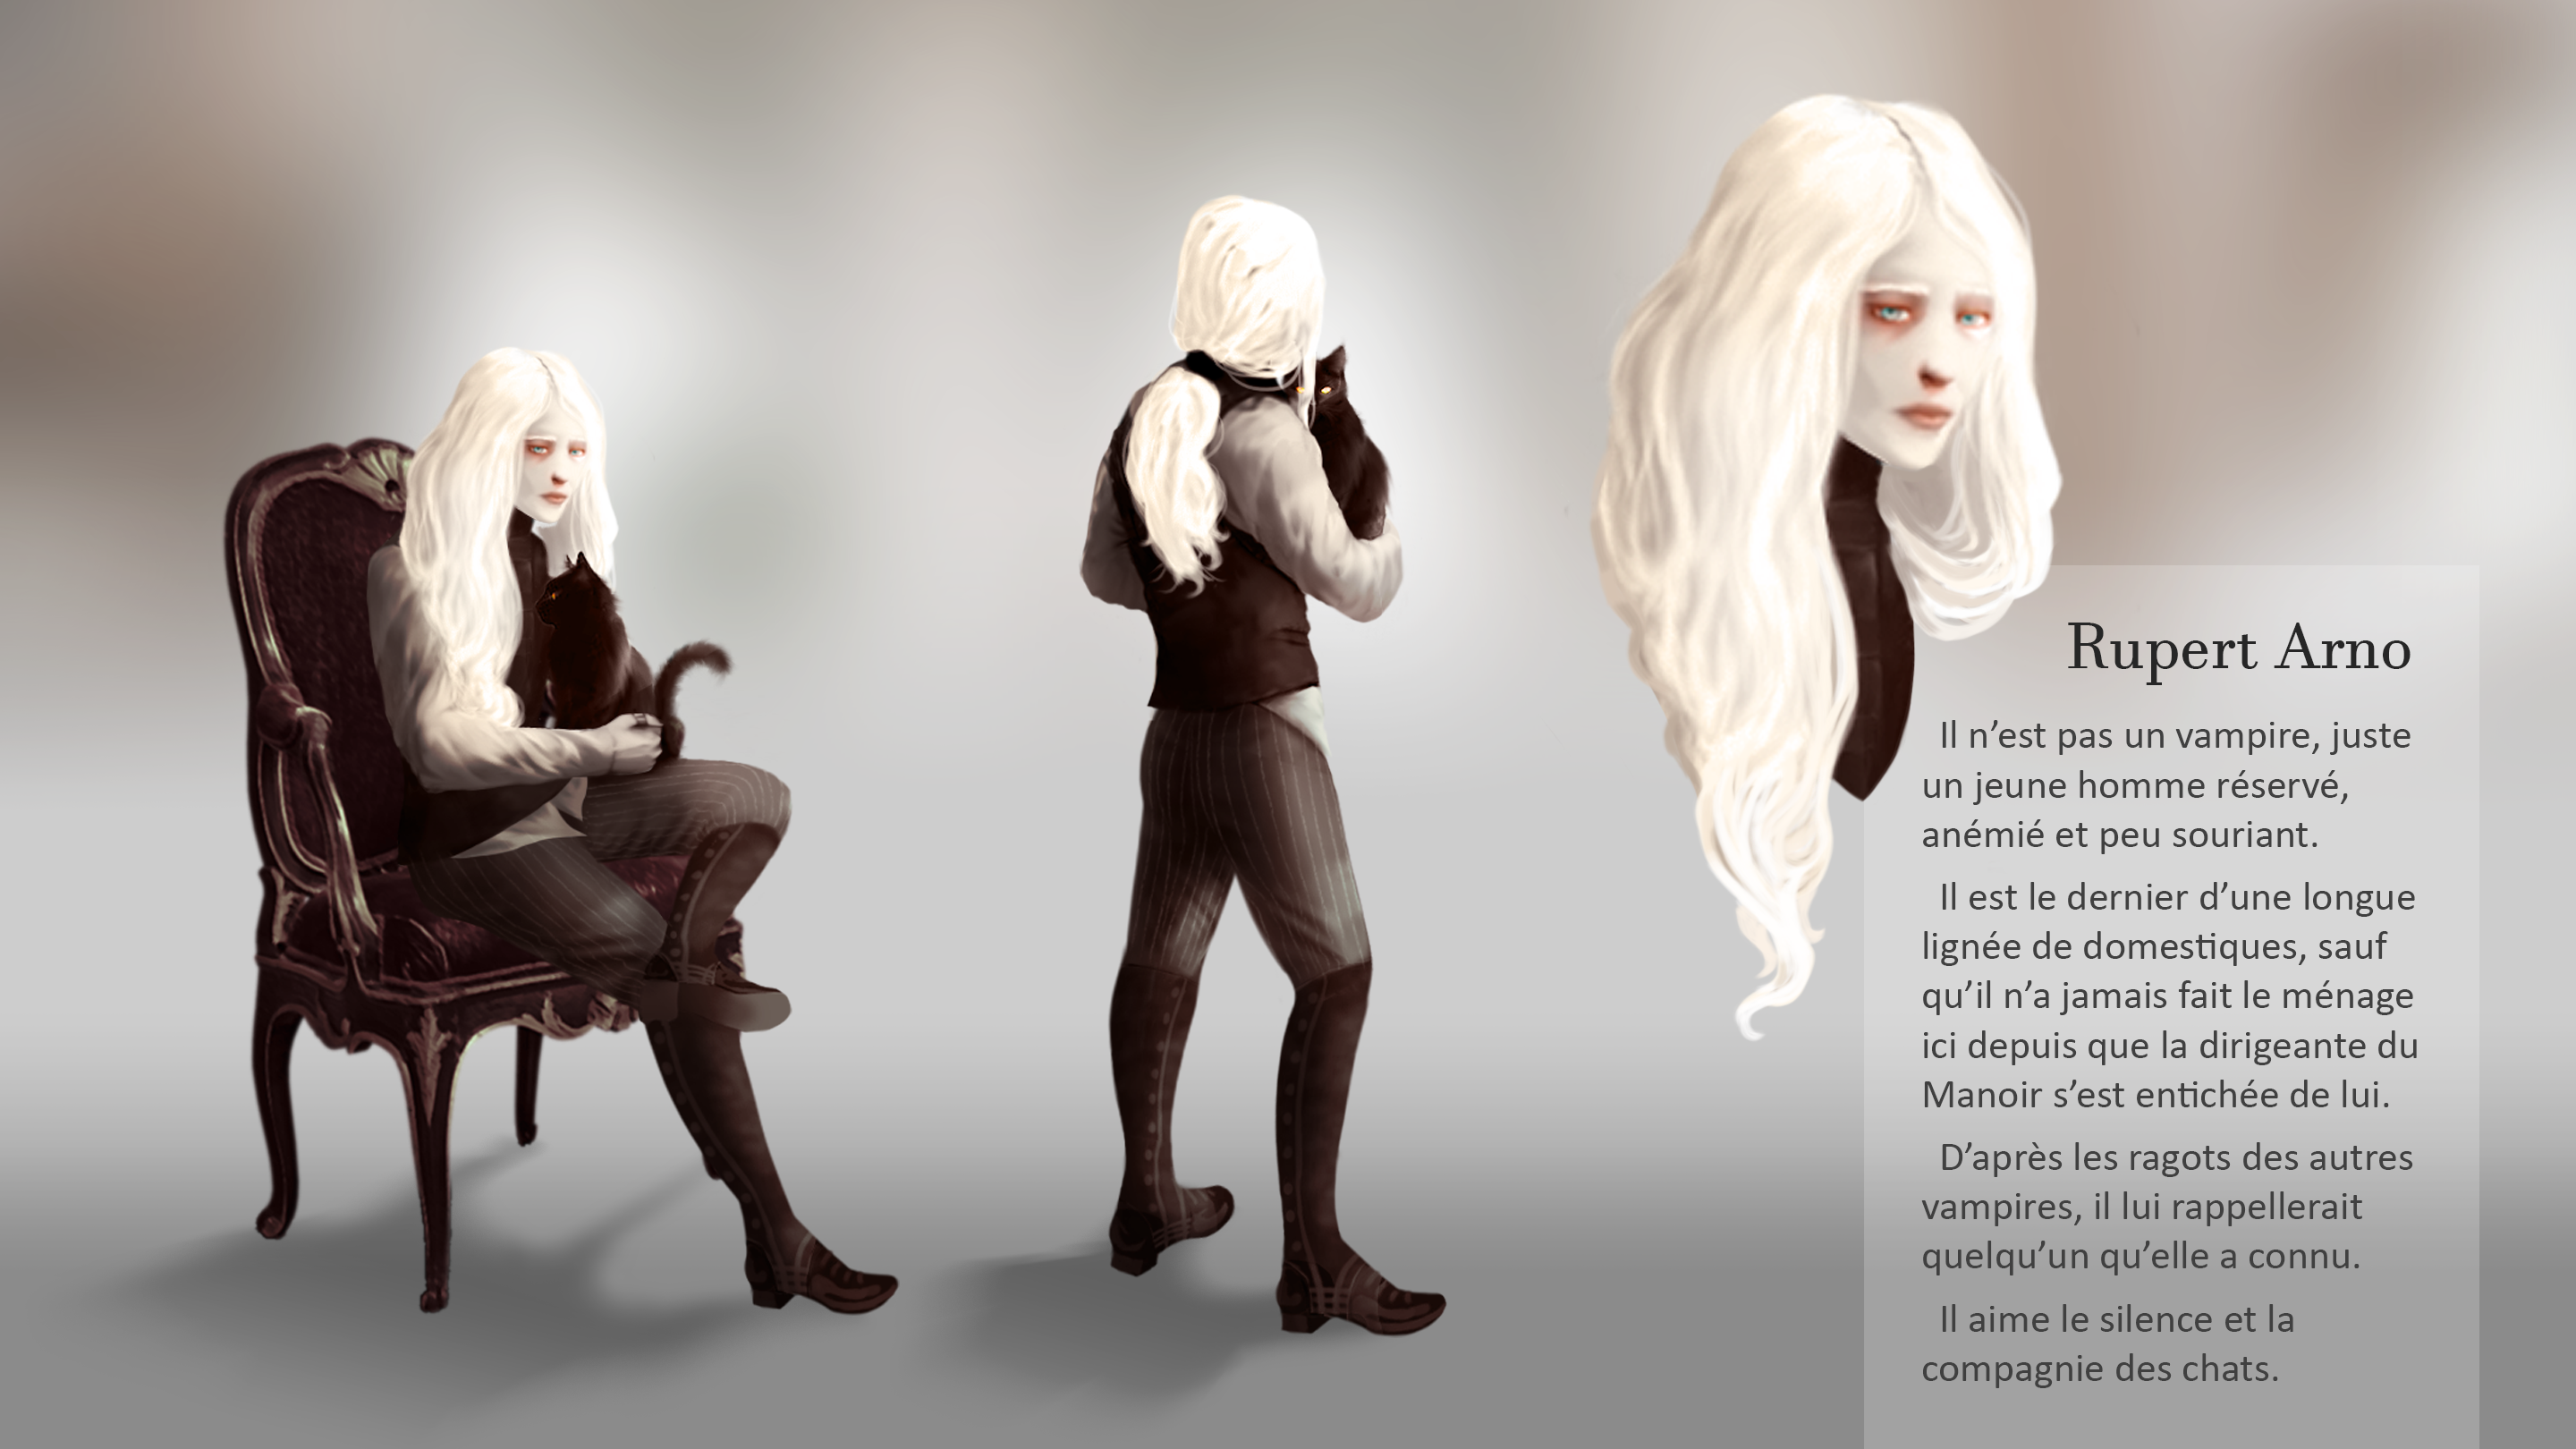 Rupert Arno
Il n’est pas un vampire, juste
un jeune homme réservé,
anémié et peu souriant.
Il est le dernier d’une longue
lignée de domestiques, sauf
qu’il n’a jamais fait le ménage
ici depuis que la dirigeante du
Manoir s’est entichée de lui.
D’après les ragots des autres
vampires, il lui rappellerait
quelqu’un qu’elle a connu.
Il aime le silence et la
compagnie des chats.